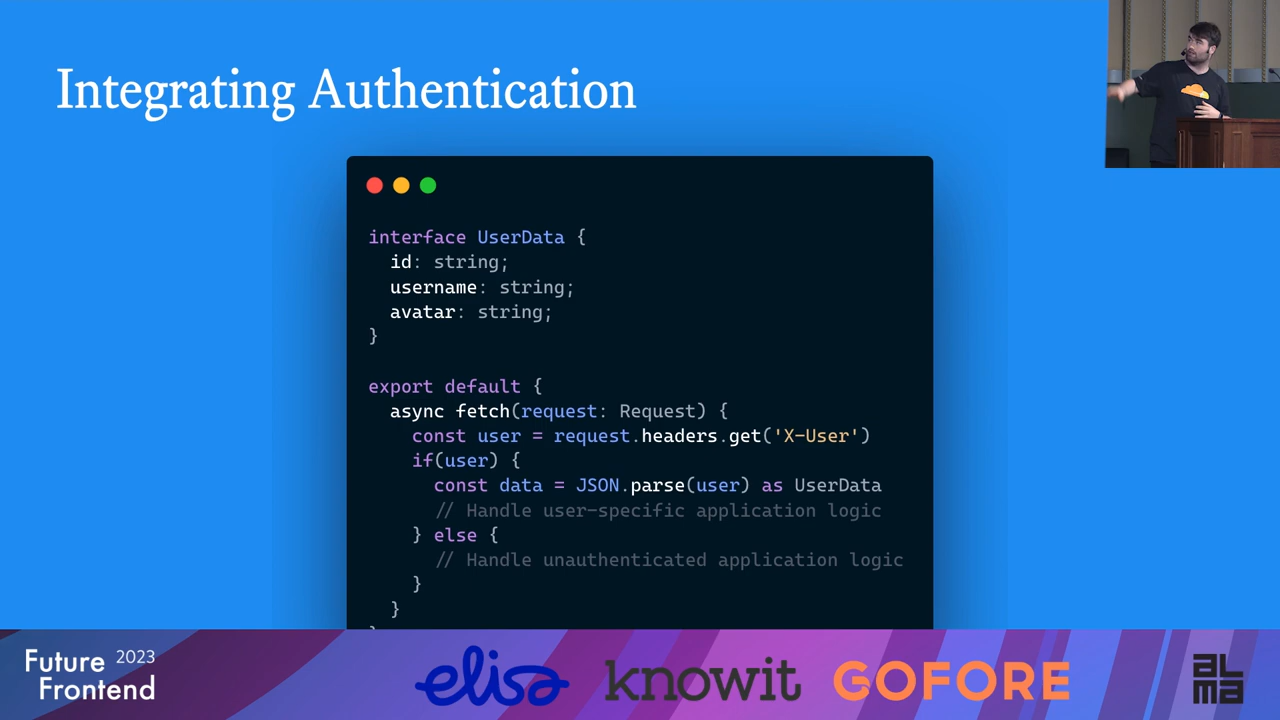 Integrating Authentication
interface UserData {
  id: string;
  username: string;
  avatar: string;
}
export default {
  async fetch(request: Request) {
    const user = request.headers.get('X-User')
    if(user) {
      const data = JSON.parse(user) as UserData
      // Handle user-specific application logic
    } else {
      // Handle unauthenticated application logic
    }
  }
Future 2023
Frontend
elisa
knowit
GOFORE
aLma